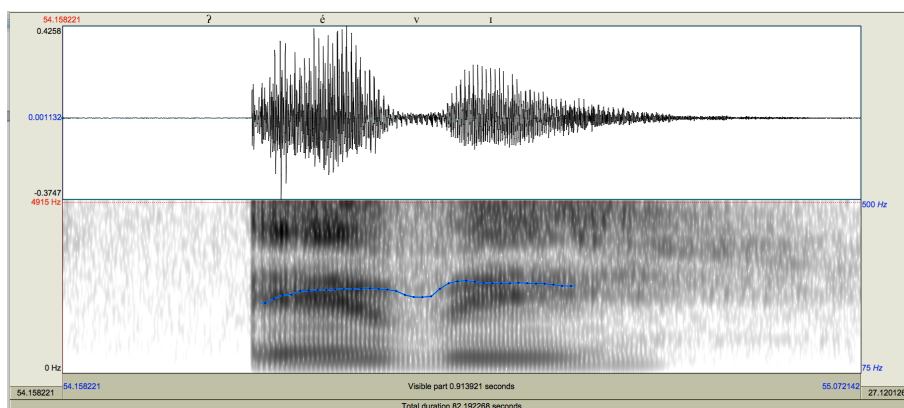 54.158221 ʔ é v ɪ
0.4258
0.001132
-0.3747
4915 Hz 500 Hz
0 Hz 75 Hz
54.158221 54.158221 Visible part 0.913921 seconds 55.072142 27.120126
Total duration 82.192268 seconds